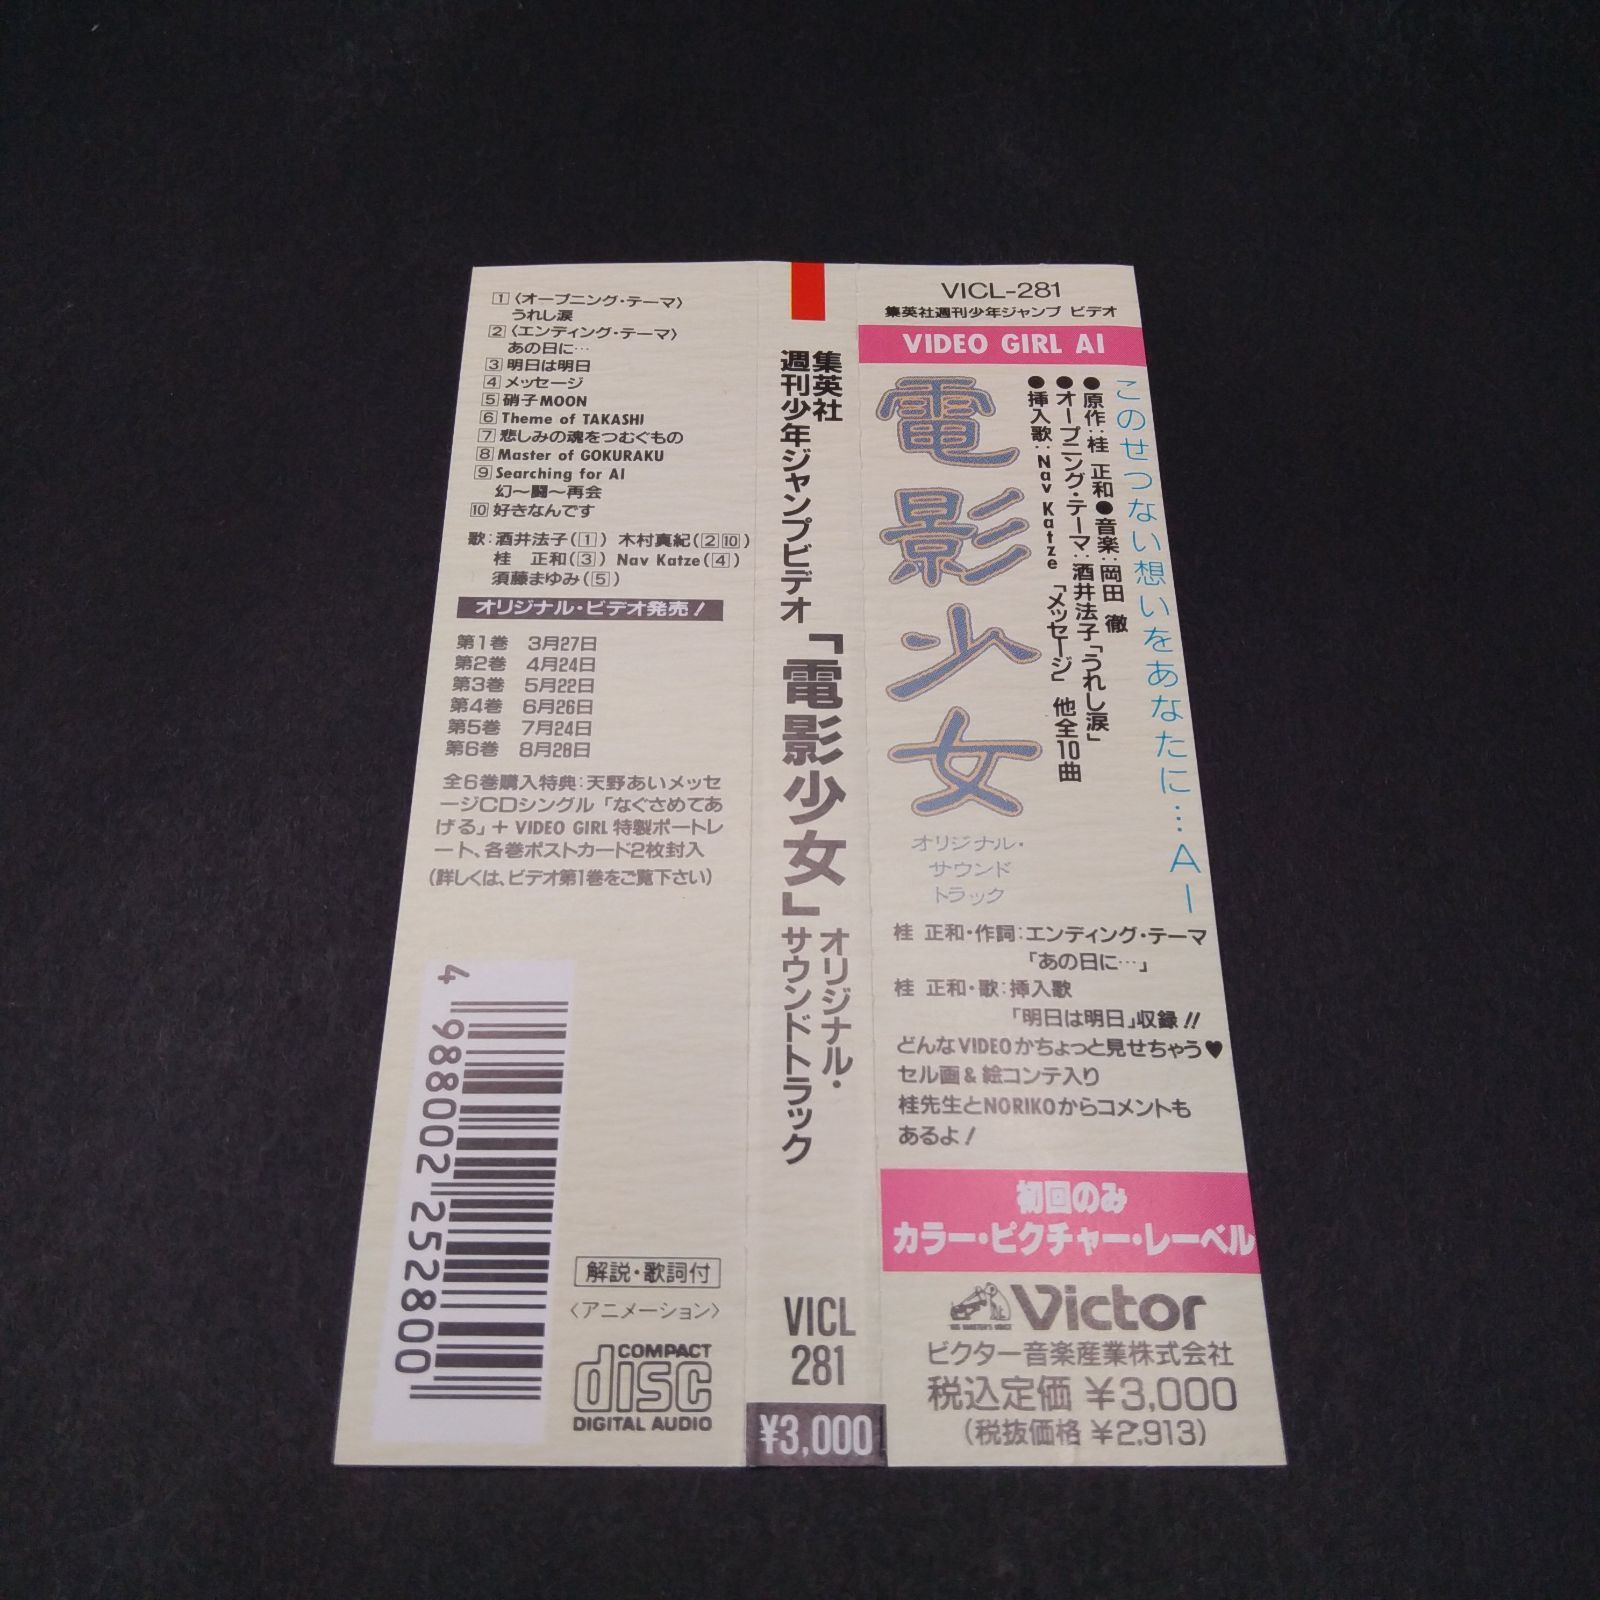 1〈オープニング・テーマ〉
うれし涙
2〈エンディング・テーマ〉
あの日に…
3 明日は明日
4 メッセージ
5 硝子MOON
6 Theme of TAKASHI
7 悲しみの魂をつむぐもの
8 Master of GOKURAKU
9 Searching for AI
幻〜闘〜再会
10 好きなんです
歌：酒井法子（1） 木村真紀（2 10）
桂 正和（3） Nav Katze（4）
須藤まゆみ（5）
オリジナル・ビデオ発売！
第1巻 3月27日
第2巻 4月24日
第3巻 5月22日
第4巻 6月26日
第5巻 7月24日
第6巻 8月28日
全6巻購入特典：天野あいメッセ
ージCDシングル「なぐさめてあ
げる」＋VIDEO GIRL特製ポートレ
ート、各巻ポストカード2枚封入
（詳しくは、ビデオ第1巻をご覧下さい）
4 988002 252800
解説・歌詞付
〈アニメーション〉
COMPACT
disc
DIGITAL AUDIO
集英社
週刊少年ジャンプビデオ
「電影少女」
オリジナル・
サウンドトラック
VICL
281
¥3,000
VICL-281
集英社週刊少年ジャンプ ビデオ
VIDEO GIRL AI
このせつない想いをあなたに…AI
●原作：桂 正和●音楽：岡田 徹
●オープニング・テーマ：酒井法子「うれし涙」
●挿入歌：Nav Katze「メッセージ」 他全10曲
電影少女
オリジナル・
サウンド
トラック
桂 正和・作詞：エンディング・テーマ
「あの日に…」
桂 正和・歌：挿入歌
「明日は明日」収録！！
どんなVIDEOかちょっと見せちゃう♥
セル画＆絵コンテ入り
桂先生とNORIKOからコメントも
あるよ！
初回のみ
カラー・ピクチャー・レーベル
HIS MASTER'S VOICE
Victor
ビクター音楽産業株式会社
税込定価 ¥3,000
（税抜価格 ¥2,913）